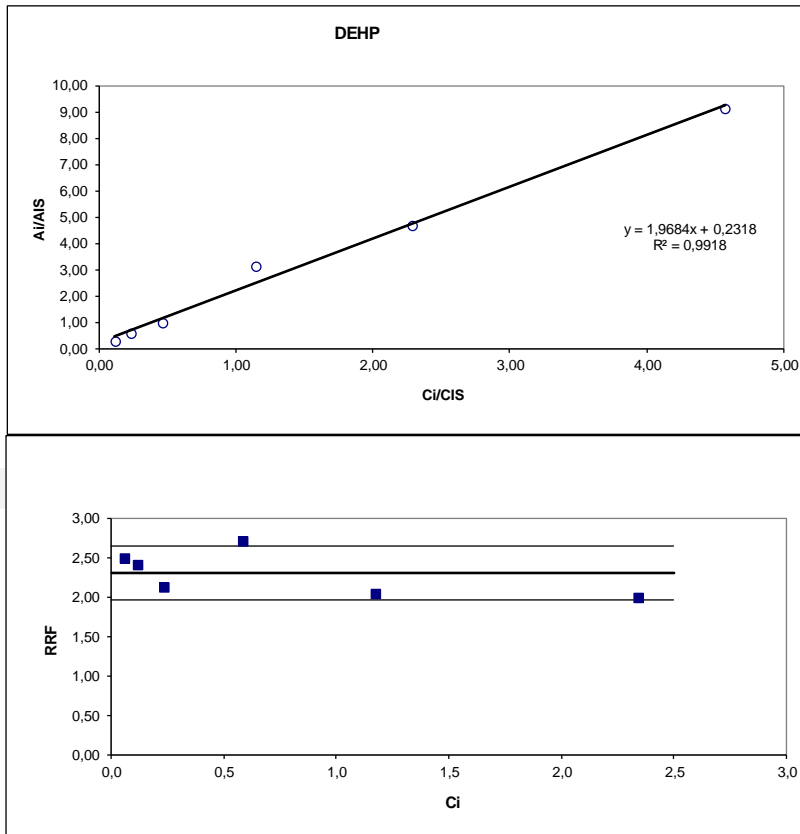 DEHP
10,00
9,00
8,00
7,00
6,00
5,00
4,00
3,00
2,00
1,00
0,00
Ai/AIS
y = 1,9684x + 0,2318
R² = 0,9918
0,00 1,00 2,00 3,00 4,00 5,00
Ci/CIS
3,00
2,50
2,00
1,50
1,00
0,50
0,00
RRF
0,0 0,5 1,0 1,5 2,0 2,5 3,0
Ci